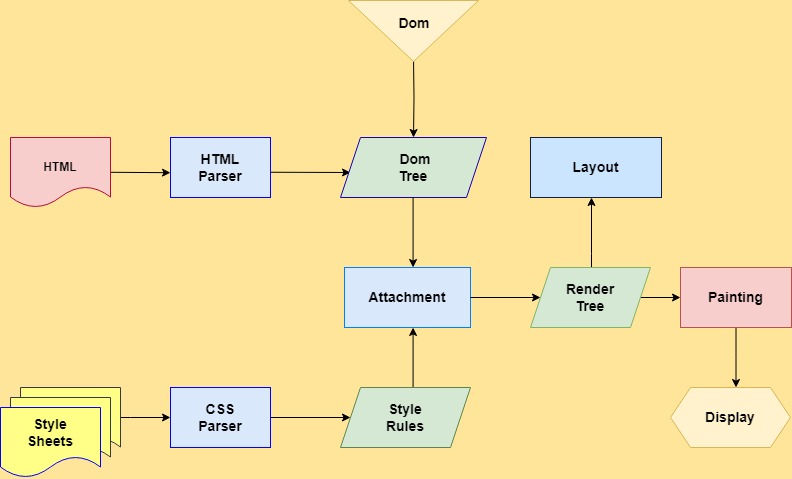 Dom
HTML
HTML
Parser
Dom
Tree
Layout
Attachment
Render
Tree
Painting
Style
Sheets
CSS
Parser
Style
Rules
Display